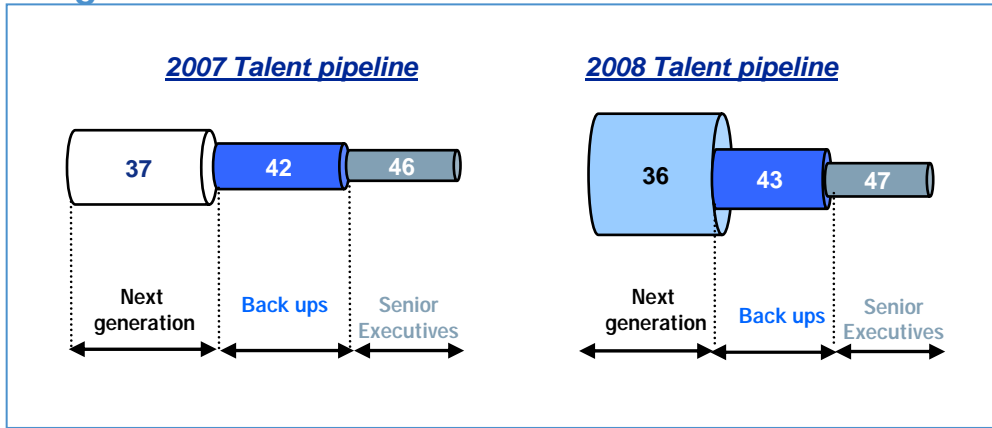 2007 Talent pipeline
37
42
46
Next
generation
Back ups
Senior
Executives
2008 Talent pipeline
36
43
47
Next
generation
Back ups
Senior
Executives